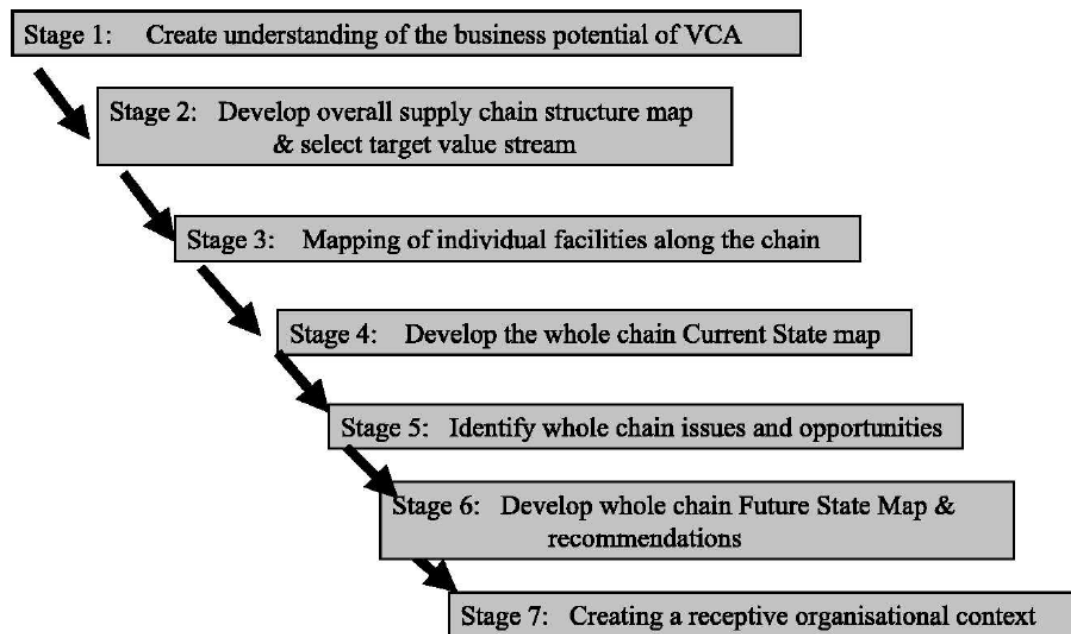 Stage 1: Create understanding of the business potential of VCA
Stage 2: Develop overall supply chain structure map
& select target value stream
Stage 3: Mapping of individual facilities along the chain
Stage 4: Develop the whole chain Current State map
Stage 5: Identify whole chain issues and opportunities
Stage 6: Develop whole chain Future State Map &
recommendations
Stage 7: Creating a receptive organisational context